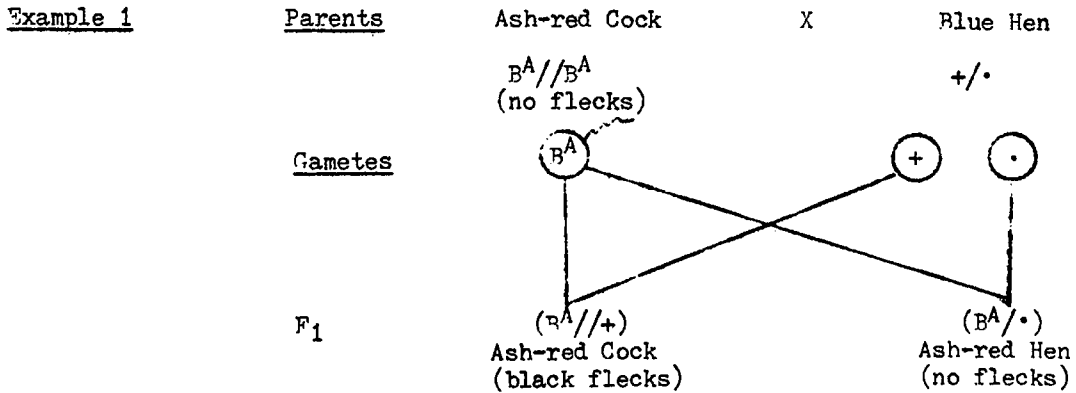 Example 1 Parents Ash-red Cock X Blue Hen
B^A//B^A +/•
(no flecks)
Gametes B^A + •
F1 (B^A//+) (B^A/•)
Ash-red Cock Ash-red Hen
(black flecks) (no flecks)